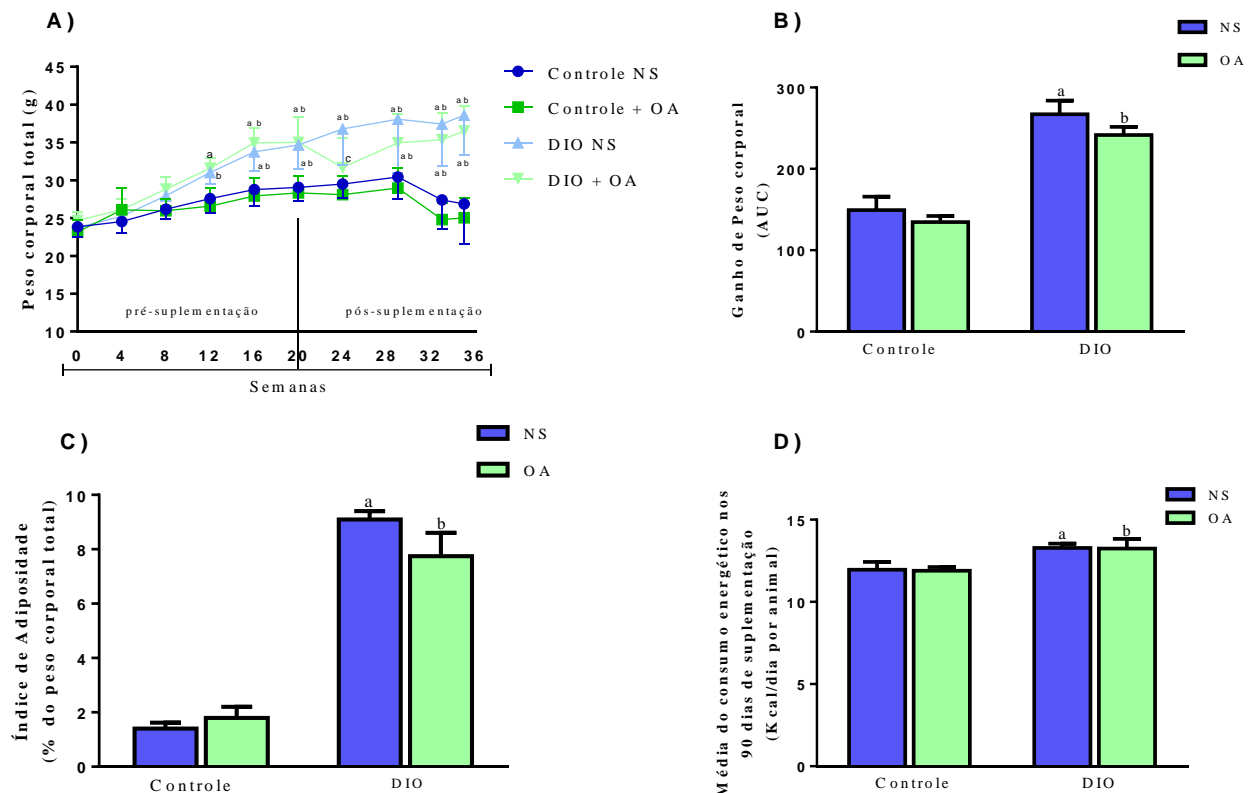 A)
Peso corporal total (g)
45
40
35
30
25
20
15
10
a b
a b
a b
a b
a b
a b
a
b
a b
a b
c
a b
a b
a b
pré-suplementação
pós-suplementação
0 4 8 12 16 20 24 28 32 36
Semanas
Controle NS
Controle + OA
DIO NS
DIO + OA
B)
NS
OA
Ganho de Peso corporal
(AUC)
300
200
100
0
a
b
Controle
DIO
C)
NS
OA
Índice de Adiposidade
(% do peso corporal total)
10
8
6
4
2
0
a
b
Controle
DIO
D)
NS
OA
Média do consumo energético nos
90 dias de suplementação
(Kcal/dia por animal)
15
10
5
0
a
b
Controle
DIO